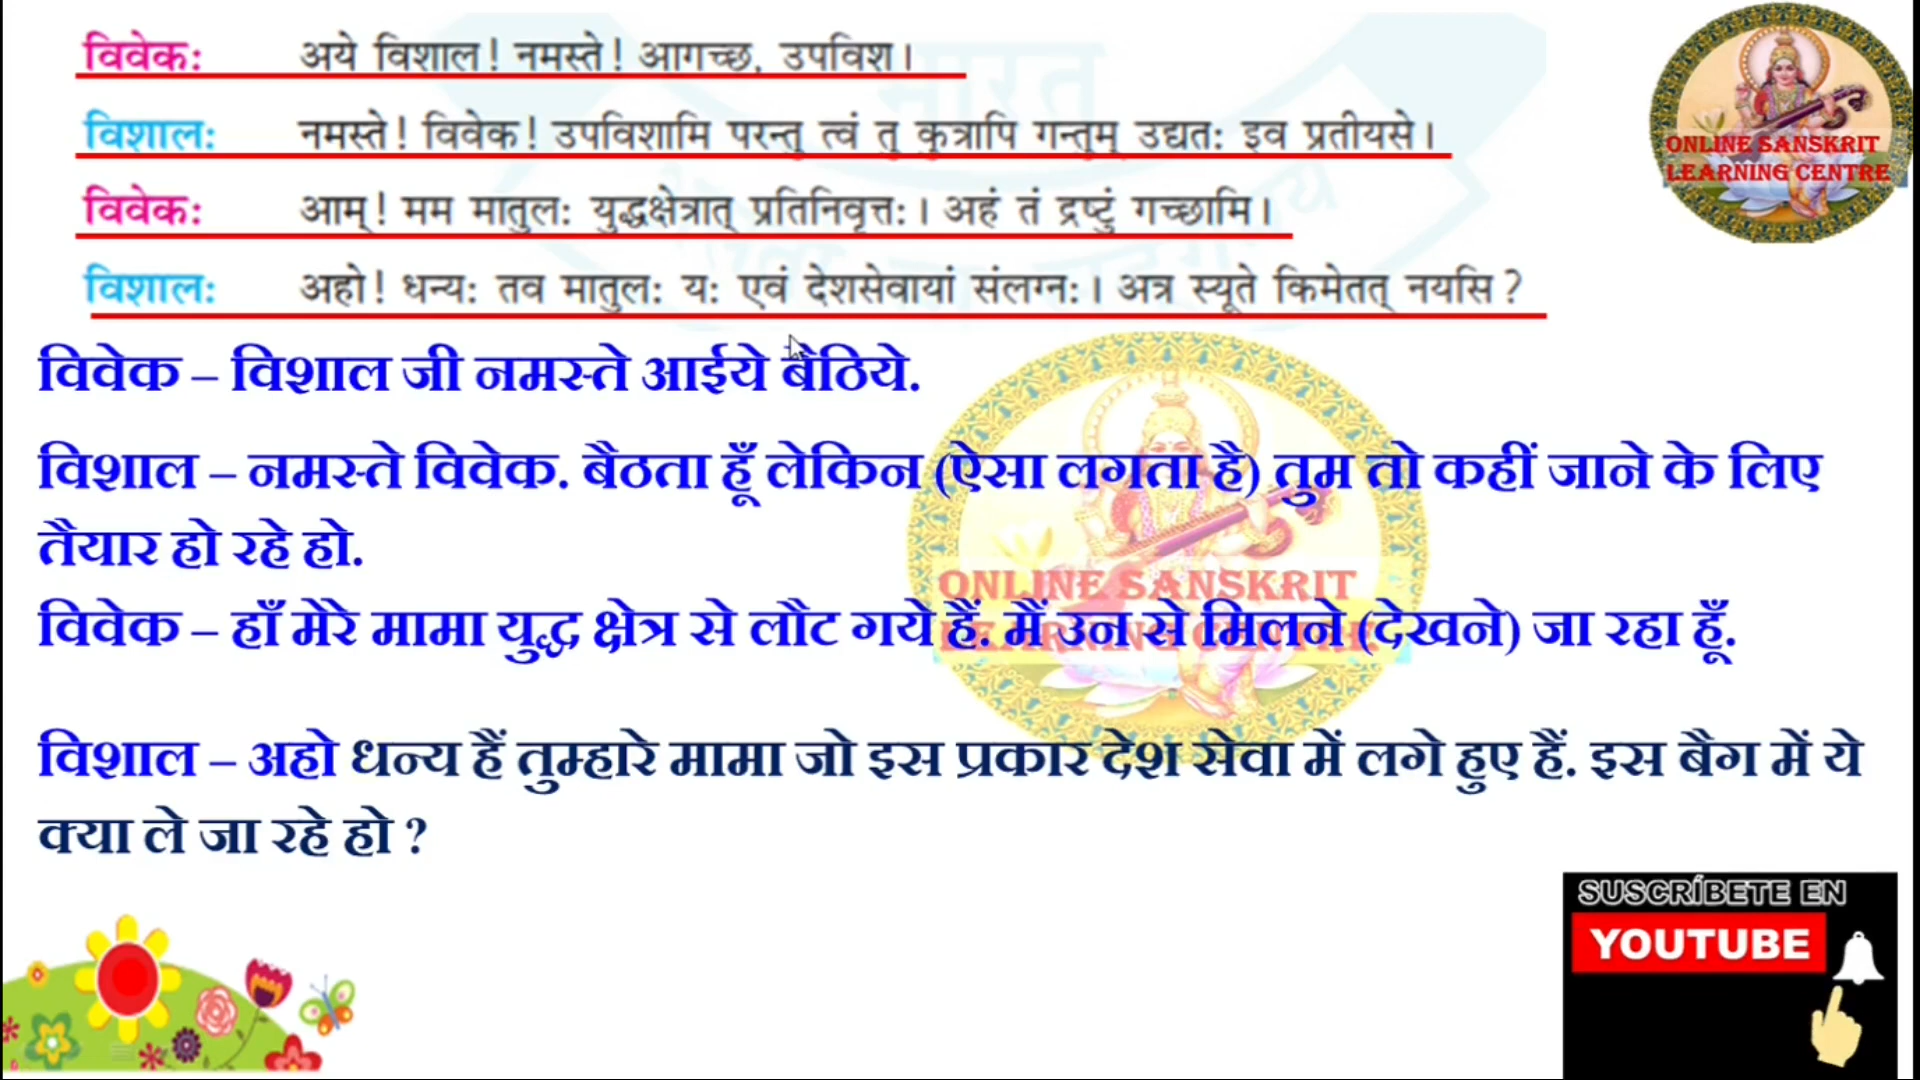 विवेकः अये विशाल! नमस्ते! आगच्छ, उपविश।
विशालः नमस्ते! विवेक! उपविशामि परन्तु त्वं तु कुत्रापि गन्तुम् उद्यतः इव प्रतीयसे।
विवेकः आम्! मम मातुलः युद्धक्षेत्रात् प्रतिनिवृत्तः। अहं तं द्रष्टुं गच्छामि।
विशालः अहो! धन्यः तव मातुलः यः एवं देशसेवायां संलग्नः। अत्र स्यूते किमेतत् नयसि?
ONLINE SANSKRIT
LEARNING CENTRE
विवेक – विशाल जी नमस्ते आईये बैठिये.
विशाल – नमस्ते विवेक. बैठता हूँ लेकिन (ऐसा लगता है) तुम तो कहीं जाने के लिए
तैयार हो रहे हो.
ONLINE SANSKRIT
LEARNING CENTRE
विवेक – हाँ मेरे मामा युद्ध क्षेत्र से लौट गये हैं. मैं उन से मिलने (देखने) जा रहा हूँ.
विशाल – अहो धन्य हैं तुम्हारे मामा जो इस प्रकार देश सेवा में लगे हुए हैं. इस बैग में ये
क्या ले जा रहे हो ?
SUSCRÍBETE EN
YOUTUBE